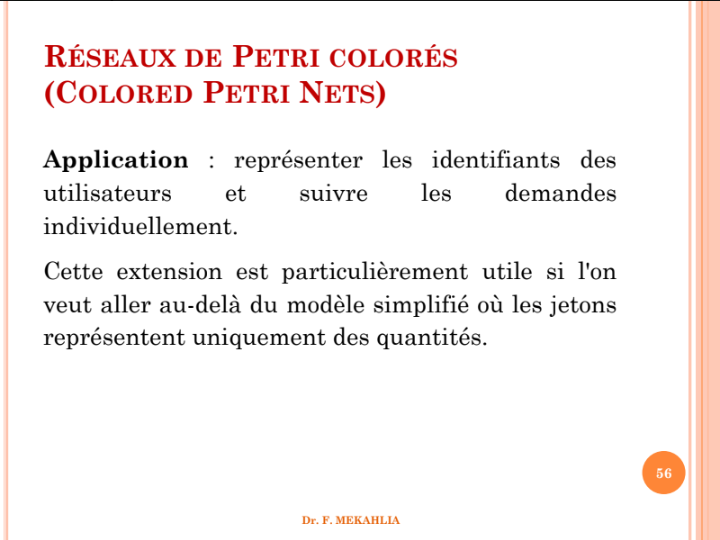 RÉSEAUX DE PETRI COLORÉS
(COLORED PETRI NETS)
Application : représenter les identifiants des
utilisateurs et suivre les demandes
individuellement.
Cette extension est particulièrement utile si l'on
veut aller au-delà du modèle simplifié où les jetons
représentent uniquement des quantités.
56
Dr. F. MEKAHLIA